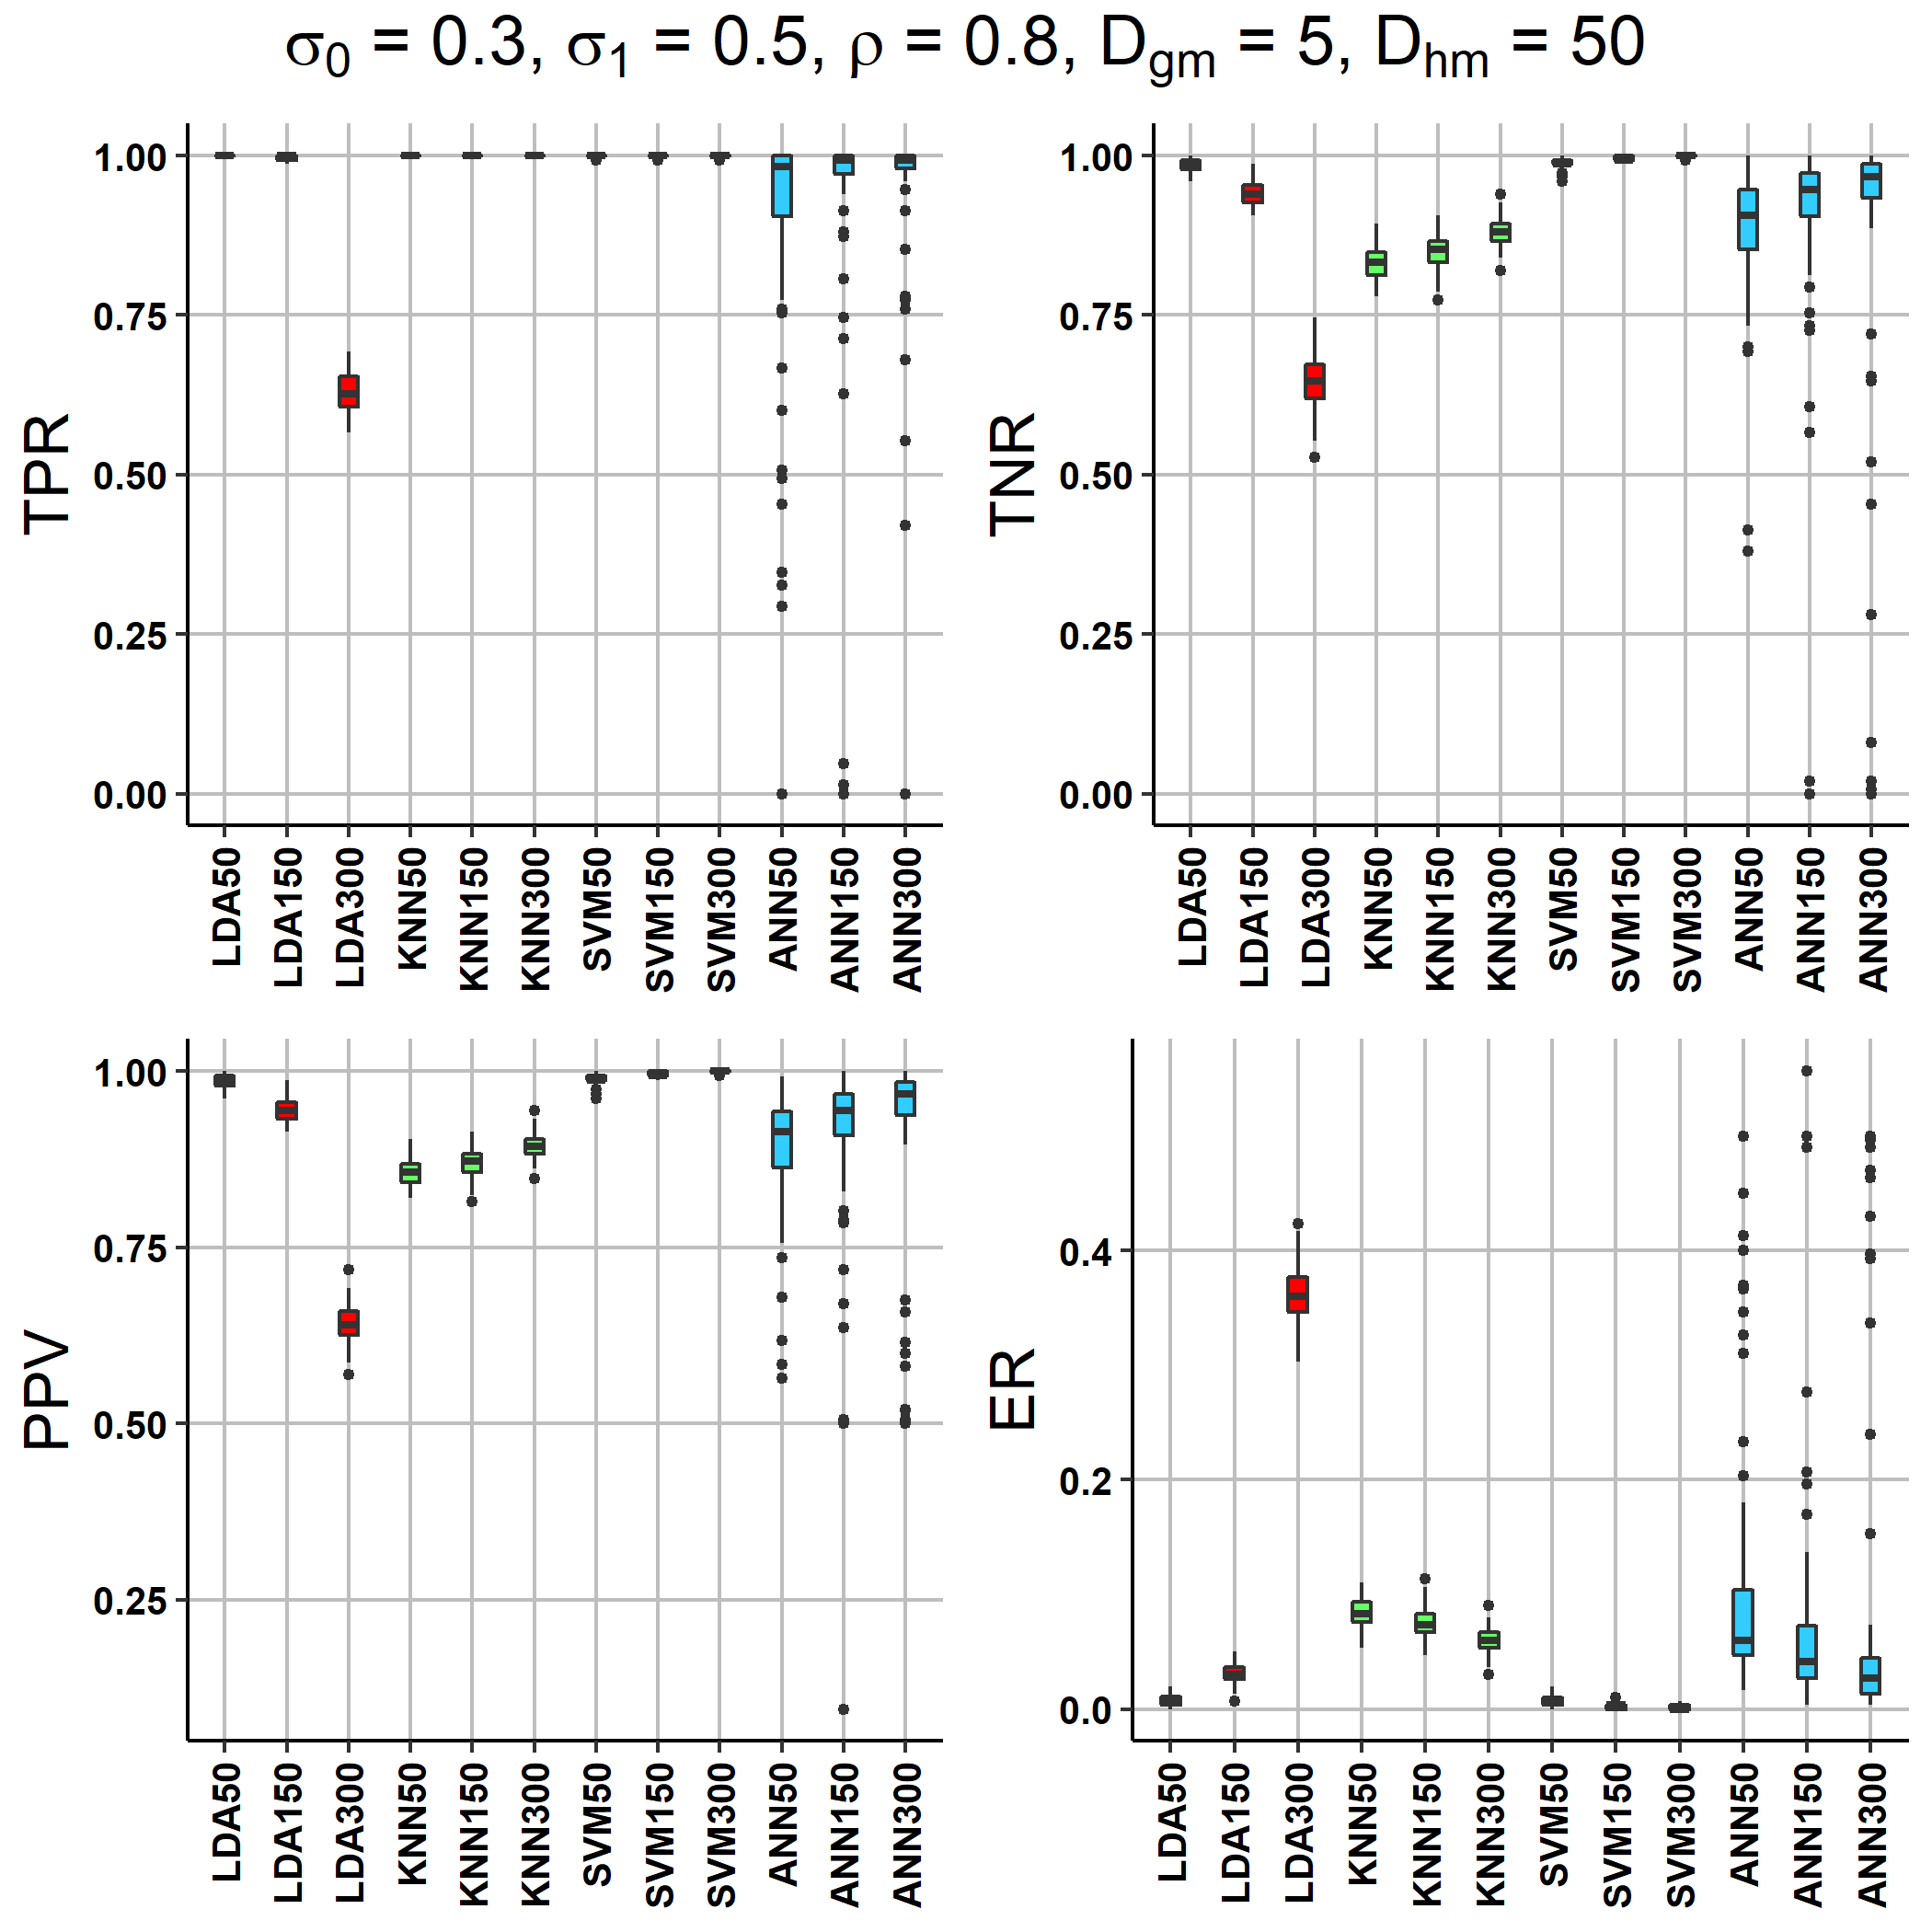 σ0 = 0.3, σ1 = 0.5, ρ = 0.8, Dgm = 5, Dhm = 50
TPR
1.00
0.75
0.50
0.25
0.00
LDA50 LDA150 LDA300 KNN50 KNN150 KNN300 SVM50 SVM150 SVM300 ANN50 ANN150 ANN300
TNR
1.00
0.75
0.50
0.25
0.00
LDA50 LDA150 LDA300 KNN50 KNN150 KNN300 SVM50 SVM150 SVM300 ANN50 ANN150 ANN300
PPV
1.00
0.75
0.50
0.25
LDA50 LDA150 LDA300 KNN50 KNN150 KNN300 SVM50 SVM150 SVM300 ANN50 ANN150 ANN300
ER
0.4
0.2
0.0
LDA50 LDA150 LDA300 KNN50 KNN150 KNN300 SVM50 SVM150 SVM300 ANN50 ANN150 ANN300